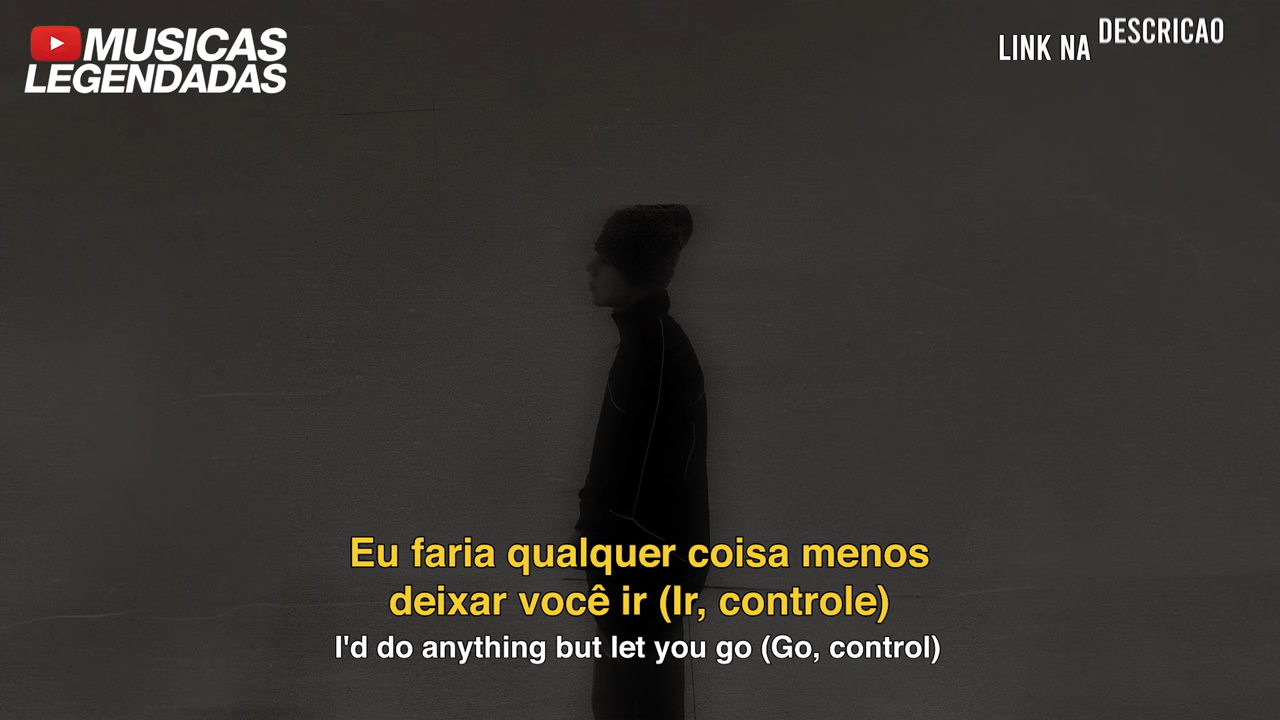 MUSICAS
LEGENDADAS
LINK NA DESCRICAO
Eu faria qualquer coisa menos
deixar você ir (Ir, controle)
I'd do anything but let you go (Go, control)